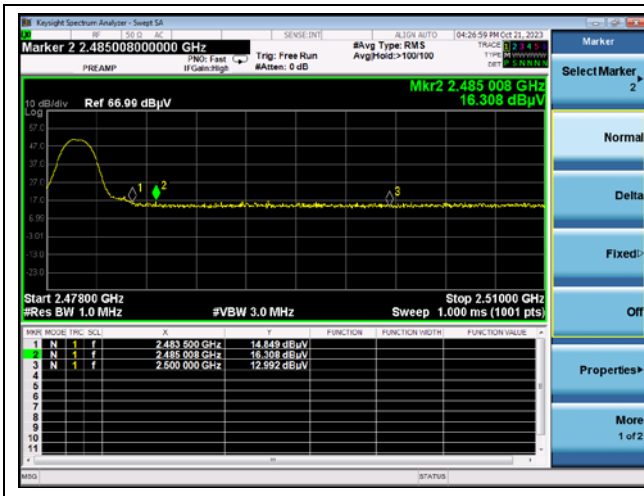 Keysight Spectrum Analyzer - Swept SA
RF 50 Ω AC SENSE:INT ALIGN AUTO 04:26:59 PM Oct 21, 2023
Marker 2 2.485008000000 GHz
PREAMP
PNO: Fast
IFGain:High
Trig: Free Run
#Atten: 0 dB
#Avg Type: RMS
Avg|Hold:>100/100
TRACE 1 2 3 4 5 6
TYPE M W W W W W
DET P S N N N N
Mkr2 2.485 008 GHz
16.308 dBµV
10 dB/div Ref 66.99 dBµV
Log
57.0
47.0
37.0
27.0
17.0
6.99
-3.01
-13.0
-23.0
1
2
3
Start 2.47800 GHz Stop 2.51000 GHz
#Res BW 1.0 MHz #VBW 3.0 MHz Sweep 1.000 ms (1001 pts)
MKR MODE TRC SCL X Y FUNCTION FUNCTION WIDTH FUNCTION VALUE
1 N 1 f 2.483 500 GHz 14.849 dBµV
2 N 1 f 2.485 008 GHz 16.308 dBµV
3 N 1 f 2.500 000 GHz 12.992 dBµV
4
5
6
7
8
9
10
11
MSG STATUS
Marker
Select Marker
2
Normal
Delta
Fixed
Off
Properties
More
1 of 2